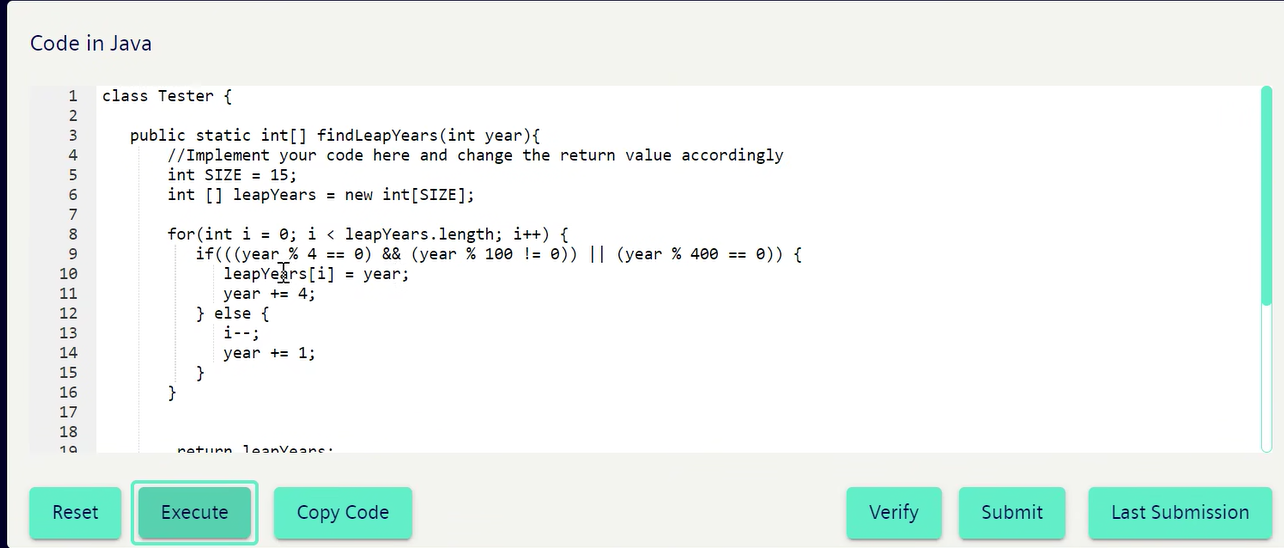 Code in Java
1 class Tester {
2
3 public static int[] findLeapYears(int year){
4 //Implement your code here and change the return value accordingly
5 int SIZE = 15;
6 int [] leapYears = new int[SIZE];
7
8 for(int i = 0; i < leapYears.length; i++) {
9 if(((year % 4 == 0) && (year % 100 != 0)) || (year % 400 == 0)) {
10 leapYears[i] = year;
11 year += 4;
12 } else {
13 i--;
14 year += 1;
15 }
16 }
17
18
19 return leapYears;
Reset Execute Copy Code Verify Submit Last Submission